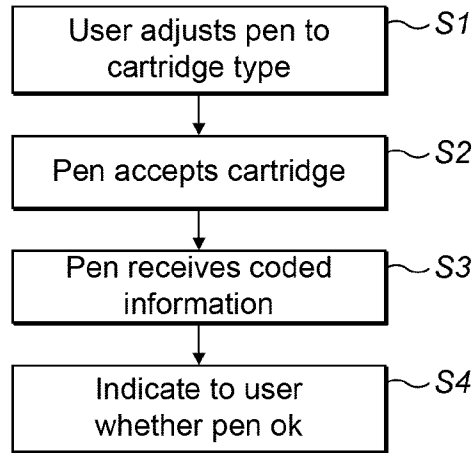 User adjusts pen to
cartridge type
S1
Pen accepts cartridge
S2
Pen receives coded
information
S3
Indicate to user
whether pen ok
S4